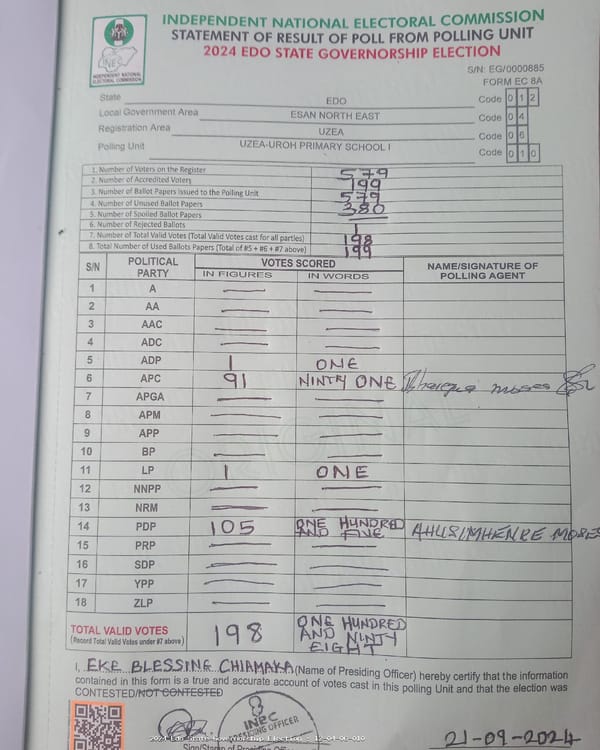 INDEPENDENT NATIONAL ELECTORAL COMMISSION
STATEMENT OF RESULT OF POLL FROM POLLING UNIT
2024 EDO STATE GOVERNORSHIP ELECTION
INEC
INDEPENDENT NATIONAL
ELECTORAL COMMISSION
S/N: EG/0000885
FORM EC 8A
State EDO Code 0 1 2
Local Government Area ESAN NORTH EAST Code 0 4
Registration Area UZEA Code 0 6
Polling Unit UZEA-UROH PRIMARY SCHOOL I Code 0 1 0
1. Number of Voters on the Register 579
2. Number of Accredited Voters 199
3. Number of Ballot Papers issued to the Polling Unit 579
4. Number of Unused Ballot Papers 380
5. Number of Spoiled Ballot Papers —
6. Number of Rejected Ballots 1
7. Number of Total Valid Votes (Total Valid Votes cast for all parties) 198
8. Total Number of Used Ballots Papers (Total of #5 + #6 + #7 above) 199
S/N POLITICAL PARTY VOTES SCORED NAME/SIGNATURE OF POLLING AGENT
IN FIGURES IN WORDS
1 A — —
2 AA — —
3 AAC — —
4 ADC — —
5 ADP 1 ONE
6 APC 91 NINTY ONE moses
7 APGA — —
8 APM — —
9 APP — —
10 BP — —
11 LP 1 ONE
12 NNPP — —
13 NRM — —
14 PDP 105 ONE HUNDRED AND FIVE AHUSIMHENRE MOSES
15 PRP — —
16 SDP — —
17 YPP — —
18 ZLP — —
TOTAL VALID VOTES 198 ONE HUNDRED AND NINTY EIGHT
(Record Total Valid Votes under #7 above)
I, EKE BLESSING CHIAMAKA (Name of Presiding Officer) hereby certify that the information
contained in this form is a true and accurate account of votes cast in this polling Unit and that the election was
CONTESTED/NOT CONTESTED
INEC
PRESIDING OFFICER
2024 Edo State Governorship Election - 12-04-06-010
21-09-2024